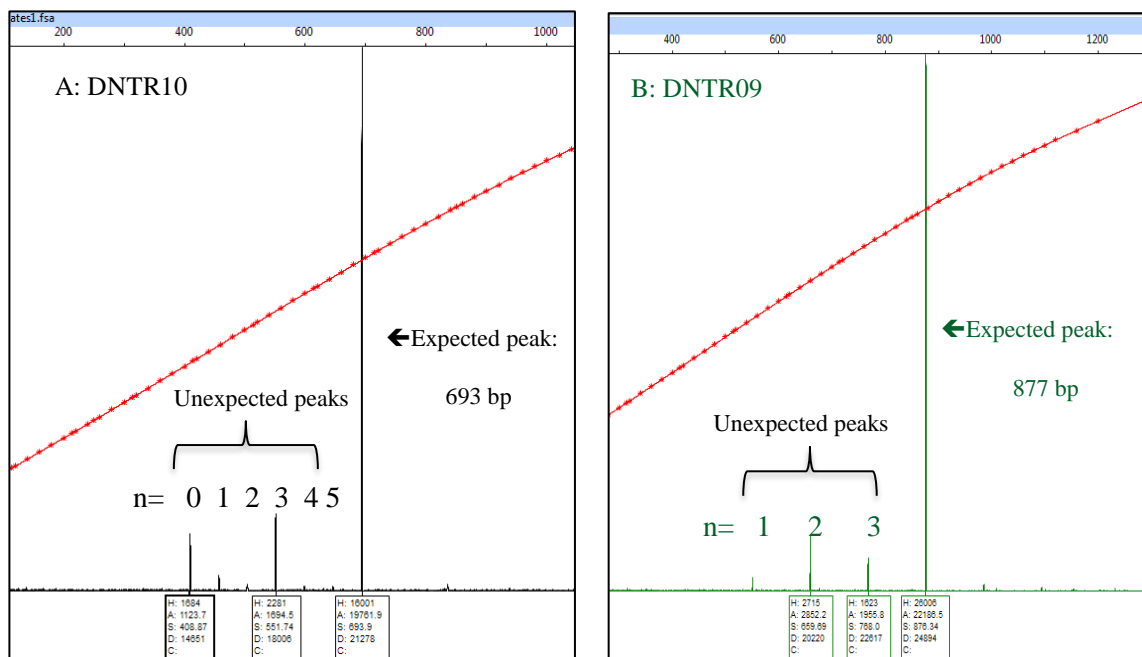 ates1.fsa
200 400 600 800 1000
A: DNTR10
🡨Expected peak:
693 bp
Unexpected peaks
n= 0 1 2 3 4 5
H: 1684
A: 1123.7
S: 408.87
D: 14651
C:
H: 2281
A: 1694.5
S: 551.74
D: 18006
C:
H: 16001
A: 19761.9
S: 693.9
D: 21278
C:
400 600 800 1000 1200
B: DNTR09
🡨Expected peak:
877 bp
Unexpected peaks
n= 1 2 3
H: 2715
A: 2852.2
S: 659.69
D: 20220
C:
H: 1623
A: 1955.8
S: 768.0
D: 22617
C:
H: 26006
A: 22186.5
S: 876.34
D: 24894
C: